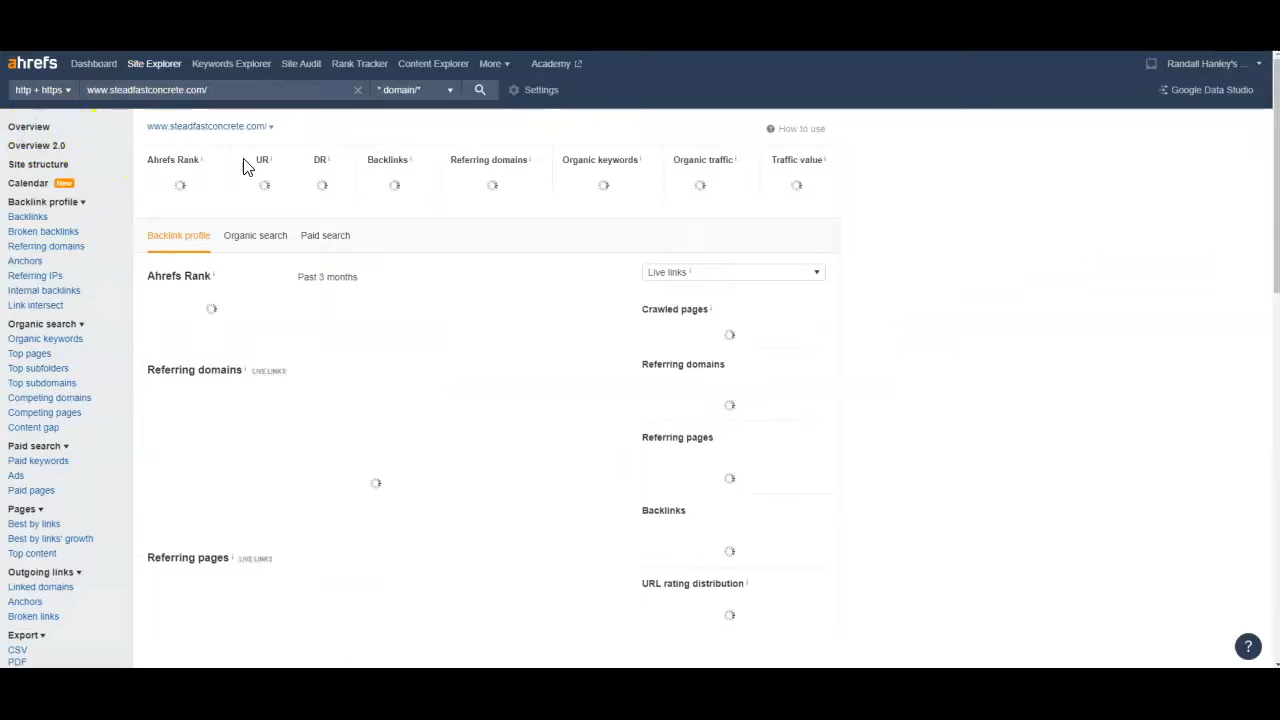 ahrefs Dashboard Site Explorer Keywords Explorer Site Audit Rank Tracker Content Explorer More Academy Randall Hanley's ...
http + https www.steadfastconcrete.com/ * domain/* Settings Google Data Studio
Overview
Overview 2.0
Site structure
Calendar New
Backlink profile
Backlinks
Broken backlinks
Referring domains
Anchors
Referring IPs
Internal backlinks
Link intersect
Organic search
Organic keywords
Top pages
Top subfolders
Top subdomains
Competing domains
Competing pages
Content gap
Paid search
Paid keywords
Ads
Paid pages
Pages
Best by links
Best by links' growth
Top content
Outgoing links
Linked domains
Anchors
Broken links
Export
CSV
PDF
www.steadfastconcrete.com/ How to use
Ahrefs Rank UR DR Backlinks Referring domains Organic keywords Organic traffic Traffic value
Backlink profile Organic search Paid search
Ahrefs Rank Past 3 months
Referring domains LIVE LINKS
Referring pages LIVE LINKS
Live links
Crawled pages
Referring domains
Referring pages
Backlinks
URL rating distribution
?